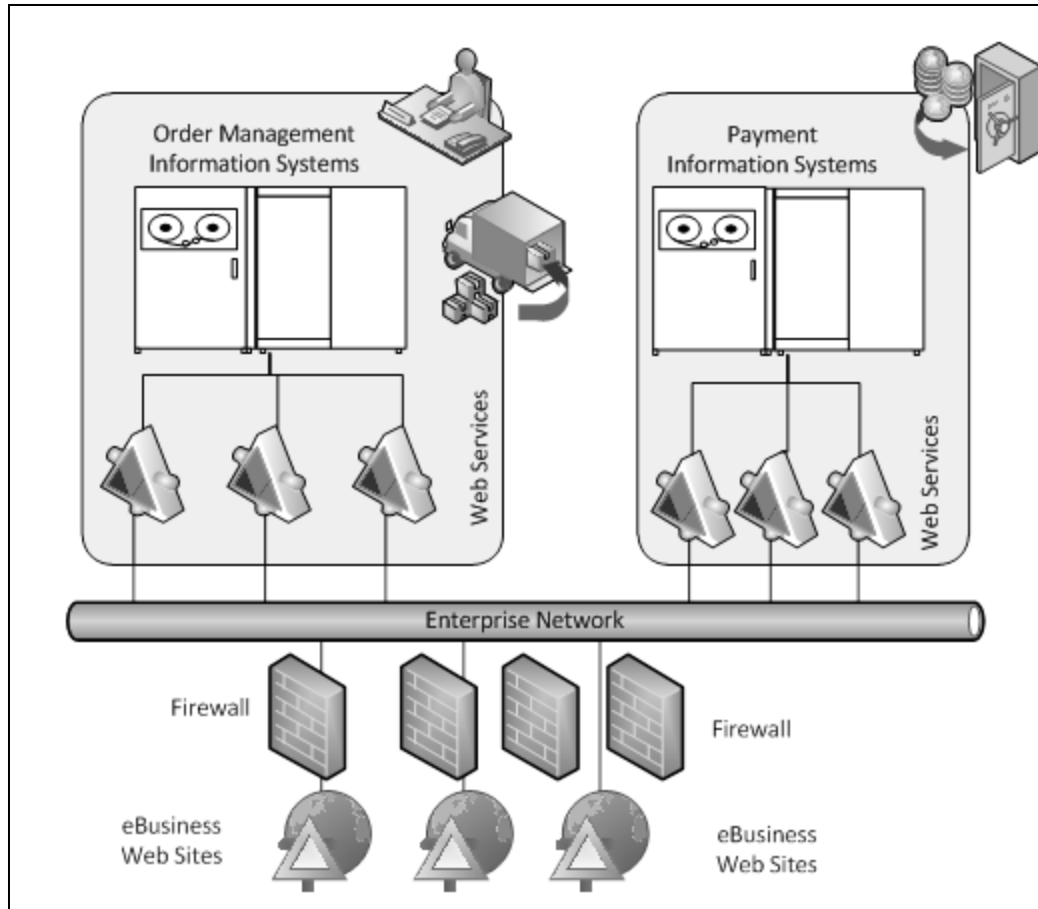 Order Management
Information Systems
Payment
Information Systems
Web Services
Web Services
Enterprise Network
Firewall
Firewall
eBusiness
Web Sites
eBusiness
Web Sites